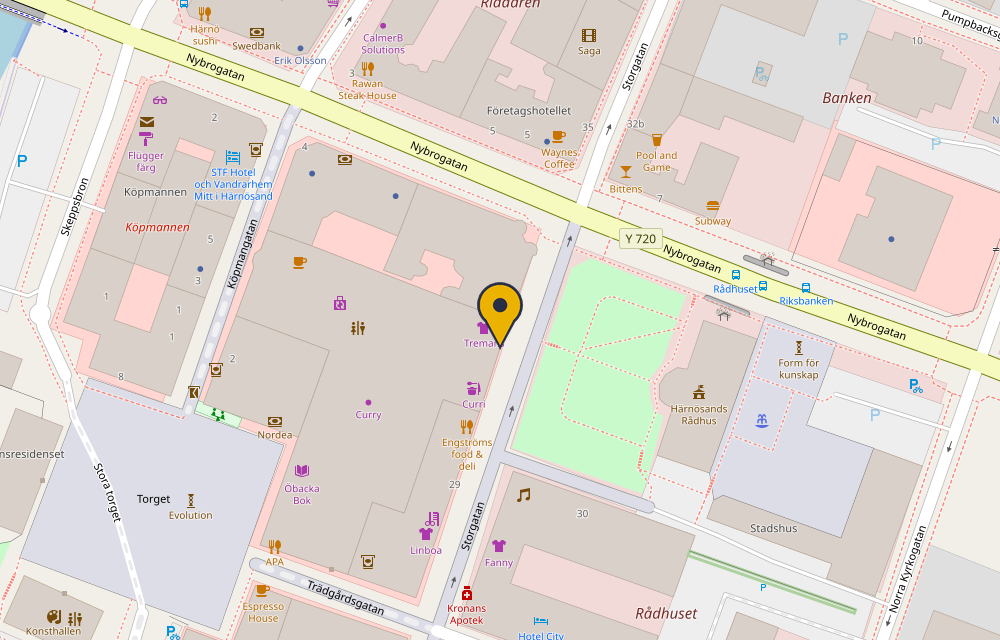 Riddaren
Pumpbacksg
Härnö
sushi
Swedbank
Erik Olsson
CalmerB
Solutions
Saga
10
P
Nybrogatan
3
Rawan
Steak House
Storgatan
P
Banken
2
Företagshotellet
5
5
35
32b
Waynes
Coffee
Pool and
Game
P
Flügger
färg
4
Nybrogatan
P
STF Hotel
och Vandrarhem
Mitt i Härnösand
Köpmannen
Skeppsbron
Bittens
7
Subway
Köpmannen
5
Köpmangatan
Y 720
Nybrogatan
3
Rådhuset
Riksbanken
1
1
1
Nybrogatan
Tremans
2
8
Form för
kunskap
P
Curri
Curry
Härnösands
Rådhus
P
Nordea
Engströms
food &
deli
nsresidenset
29
Öbacka
Bok
Stora torget
Torget
Evolution
Storgatan
30
Stadshus
Linboa
Fanny
APA
Trädgårdsgatan
Norra Kyrkogatan
P
Espresso
House
Kronans
Apotek
Rådhuset
Konsthallen
P
Hotel City